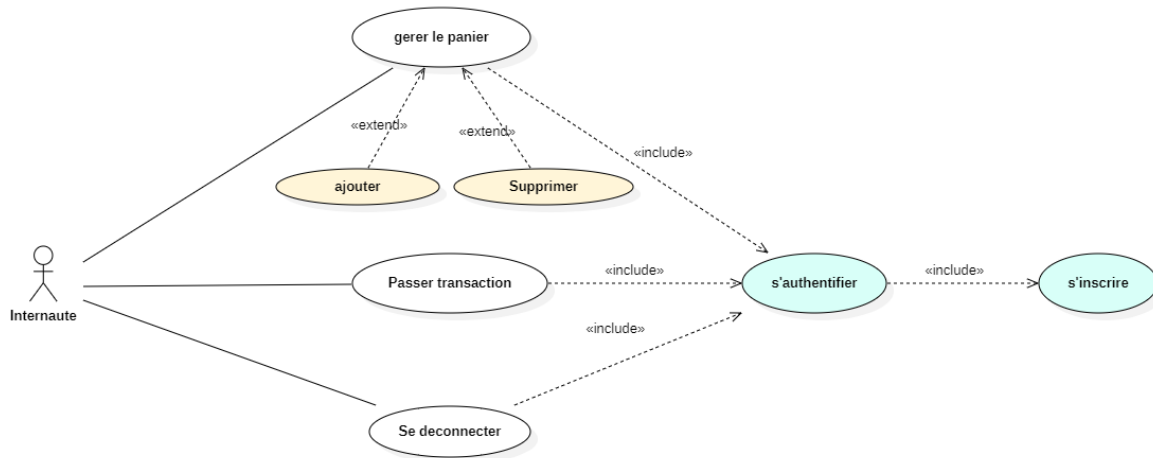 gerer le panier
«extend»
«extend»
«include»
ajouter
Supprimer
Internaute
Passer transaction
«include»
s'authentifier
«include»
s'inscrire
«include»
Se deconnecter